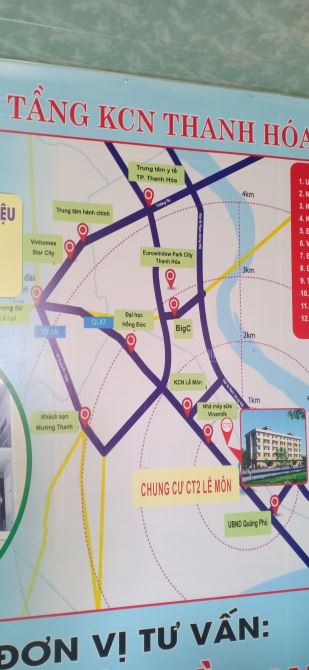 TẦNG KCN THANH HÓA
Trung tâm y tế
TP. Thanh Hóa
4km
Trung tâm hành chính
Vinhomes
Star City
Eurowindow Park City
Thanh Hóa
3km
QL1A
QL47
Đại học
Hồng Đức
BigC
2km
KCN Lễ Môn
1km
Nhà máy sữa
Vinamilk
CT2
Khách sạn
Mường Thanh
CHUNG CƯ CT2 LỄ MÔN
UBND Quảng Phú
ĐƠN VỊ TƯ VẤN:
1.
2.
3.
4.
5.
6.
7.
8.
9.
10.
11.
12.